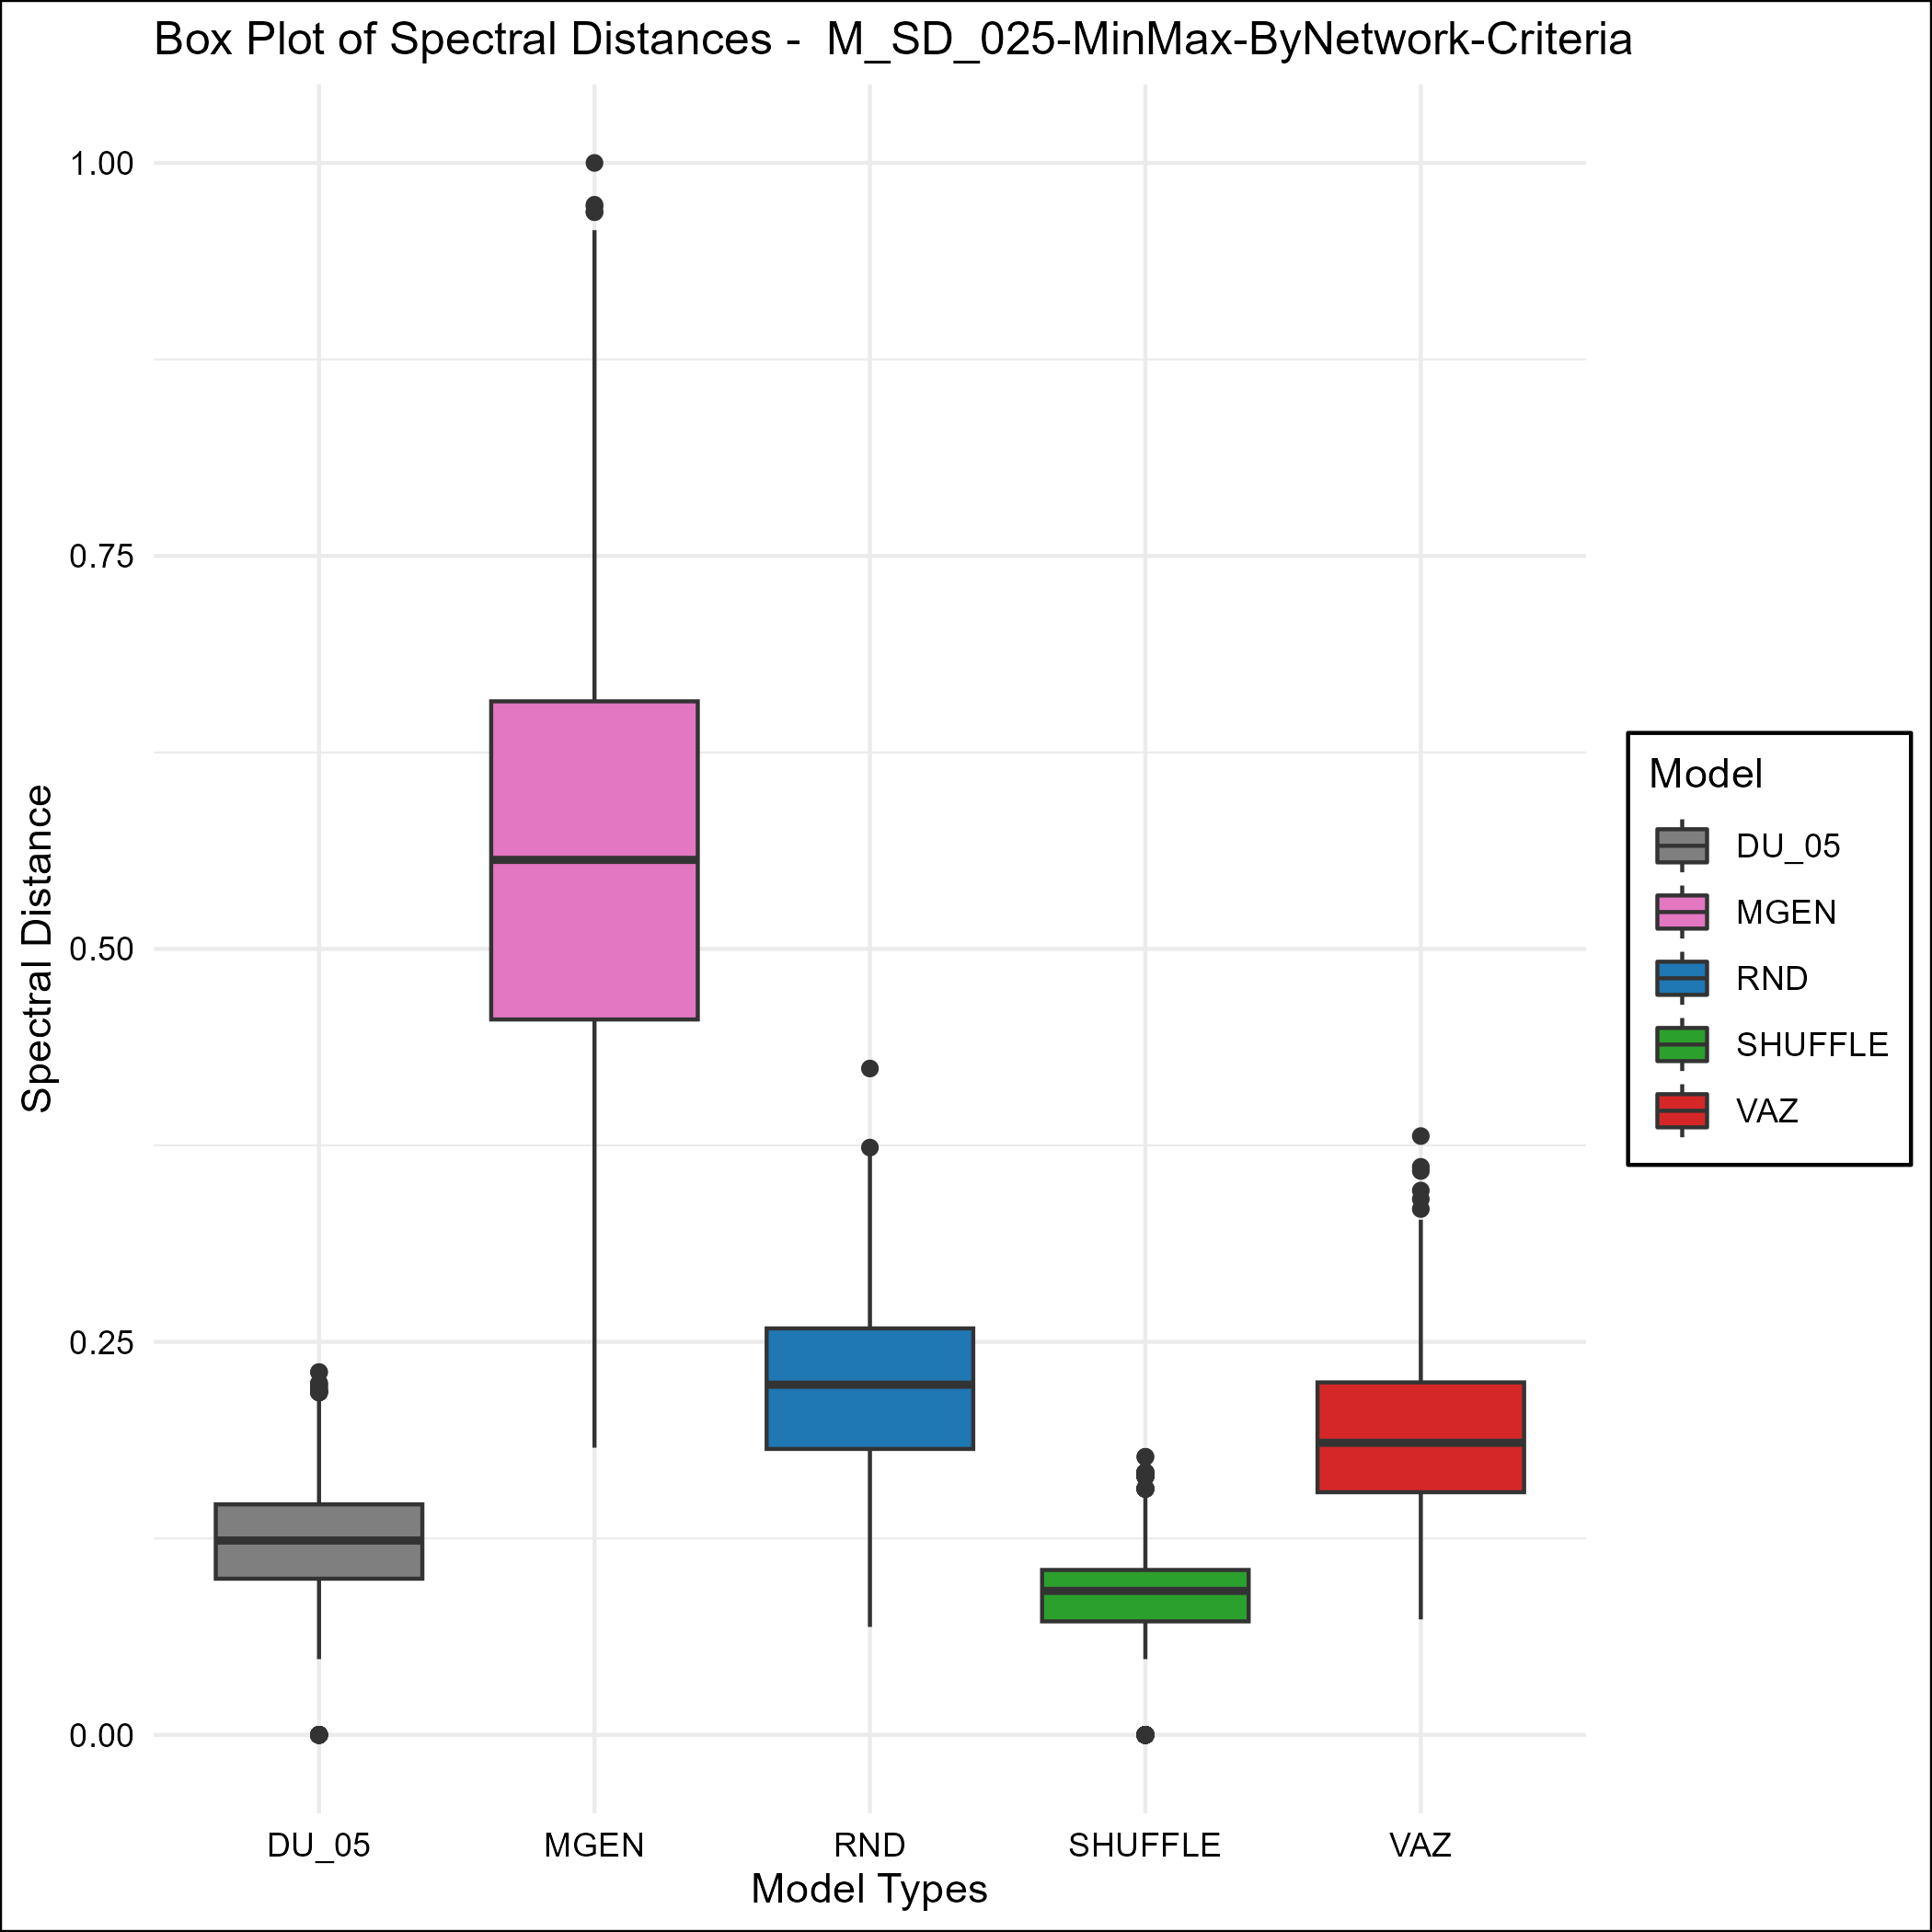 Box Plot of Spectral Distances -  M_SD_025-MinMax-ByNetwork-Criteria
1.00
0.75
0.50
0.25
0.00
Spectral Distance
DU_05
MGEN
RND
SHUFFLE
VAZ
Model Types
Model
DU_05
MGEN
RND
SHUFFLE
VAZ